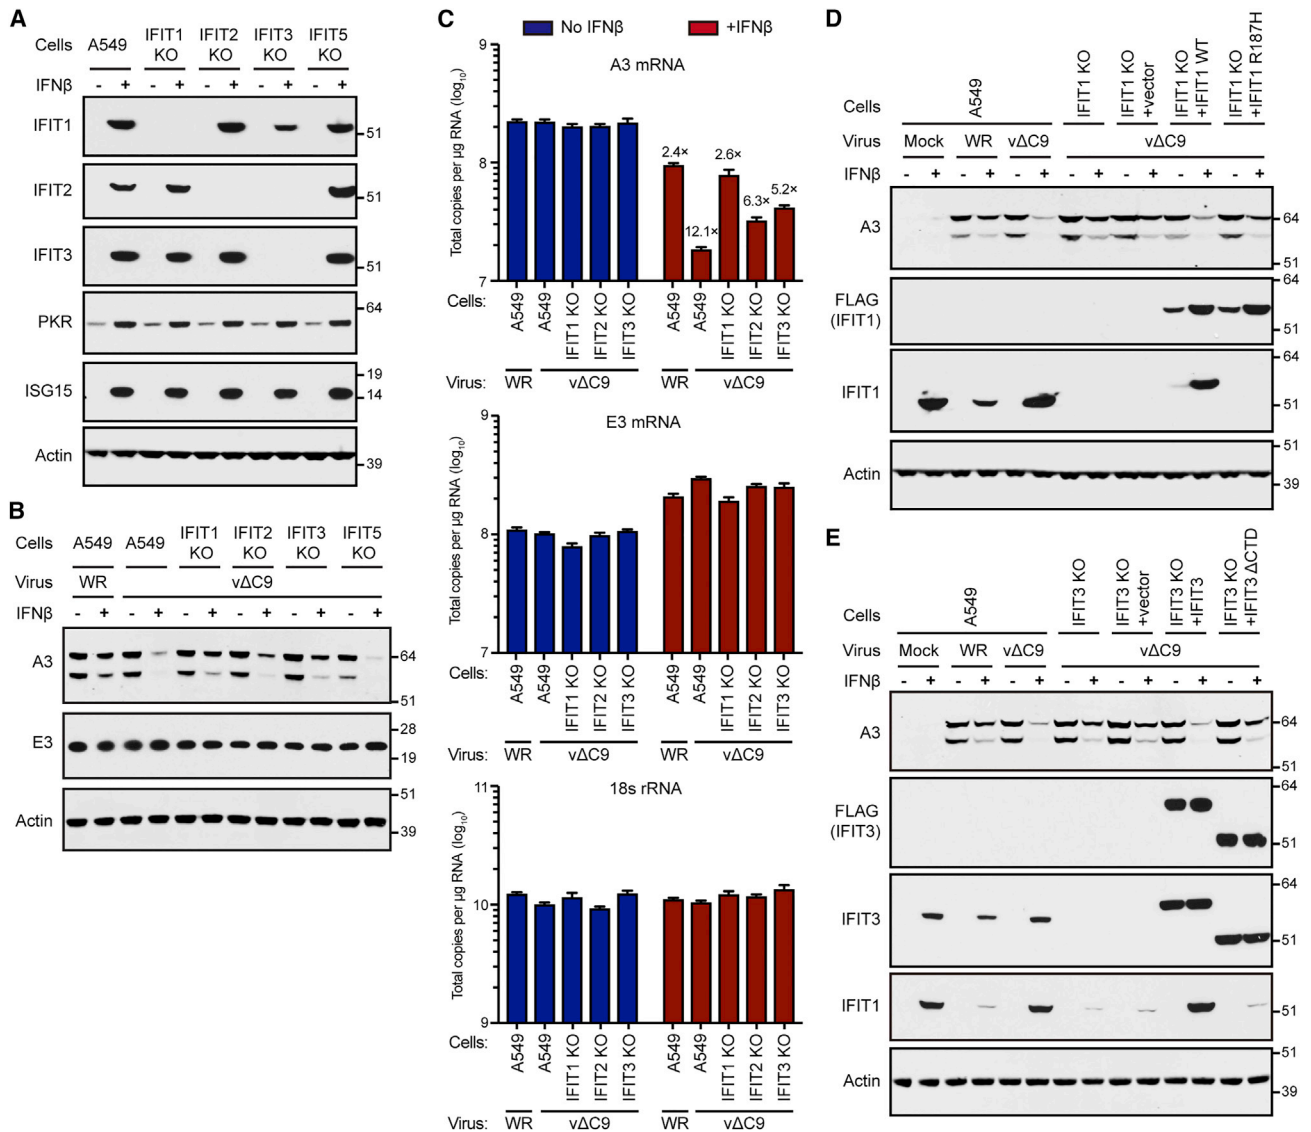 A
Cells A549 IFIT1 KO IFIT2 KO IFIT3 KO IFIT5 KO
IFNβ - + - + - + - + - +
IFIT1 51
IFIT2 51
IFIT3 51
PKR 64
ISG15 19 14
Actin 39
B
Cells A549 A549 IFIT1 KO IFIT2 KO IFIT3 KO IFIT5 KO
Virus WR vΔC9
IFNβ - + - + - + - + - + - +
A3 64 51
E3 28 19
Actin 51 39
C
No IFNβ +IFNβ
A3 mRNA
Total copies per µg RNA (log10)
9
8
7
2.4× 12.1× 2.6× 6.3× 5.2×
Cells: A549 A549 IFIT1 KO IFIT2 KO IFIT3 KO A549 A549 IFIT1 KO IFIT2 KO IFIT3 KO
Virus: WR vΔC9 WR vΔC9
E3 mRNA
Total copies per µg RNA (log10)
9
8
7
Cells: A549 A549 IFIT1 KO IFIT2 KO IFIT3 KO A549 A549 IFIT1 KO IFIT2 KO IFIT3 KO
Virus: WR vΔC9 WR vΔC9
18s rRNA
Total copies per µg RNA (log10)
11
10
9
Cells: A549 A549 IFIT1 KO IFIT2 KO IFIT3 KO A549 A549 IFIT1 KO IFIT2 KO IFIT3 KO
Virus: WR vΔC9 WR vΔC9
D
Cells A549 IFIT1 KO IFIT1 KO +vector IFIT1 KO +IFIT1 WT IFIT1 KO +IFIT1 R187H
Virus Mock WR vΔC9 vΔC9
IFNβ - + - + - + - + - + - + - +
A3 64 51
FLAG (IFIT1) 64 51
IFIT1 64 51
Actin 51 39
E
Cells A549 IFIT3 KO IFIT3 KO +vector IFIT3 KO +IFIT3 IFIT3 KO +IFIT3 ΔCTD
Virus Mock WR vΔC9 vΔC9
IFNβ - + - + - + - + - + - + - +
A3 64 51
FLAG (IFIT3) 64 51
IFIT3 64 51
IFIT1 51
Actin 51 39